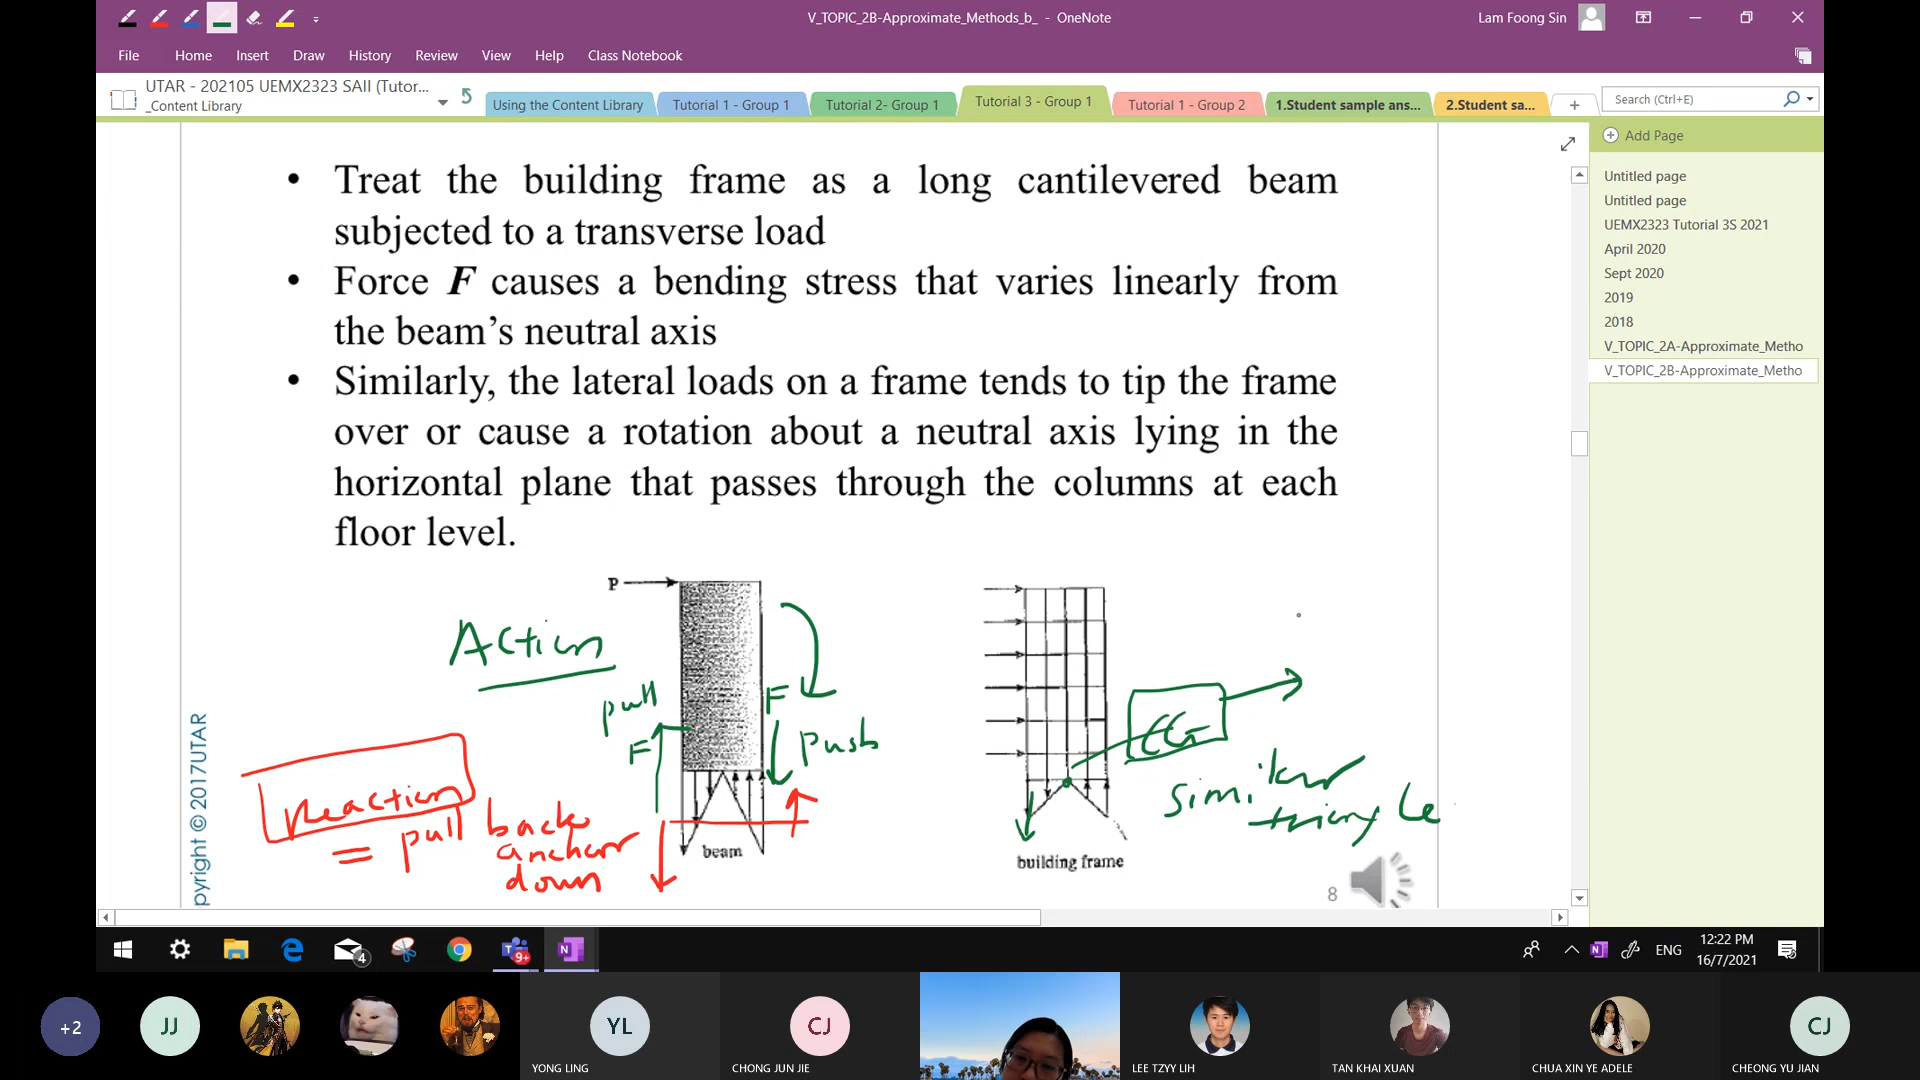 V_TOPIC_2B-Approximate_Methods_b_ - OneNote
Lam Foong Sin
File Home Insert Draw History Review View Help Class Notebook
UTAR - 202105 UEMX2323 SAII (Tutor...
_Content Library
Using the Content Library
Tutorial 1 - Group 1
Tutorial 2- Group 1
Tutorial 3 - Group 1
Tutorial 1 - Group 2
1.Student sample ans...
2.Student sa...
Search (Ctrl+E)
Add Page
Untitled page
Untitled page
UEMX2323 Tutorial 3S 2021
April 2020
Sept 2020
2019
2018
V_TOPIC_2A-Approximate_Metho
V_TOPIC_2B-Approximate_Metho
• Treat the building frame as a long cantilevered beam
subjected to a transverse load
• Force F causes a bending stress that varies linearly from
the beam’s neutral axis
• Similarly, the lateral loads on a frame tends to tip the frame
over or cause a rotation about a neutral axis lying in the
horizontal plane that passes through the columns at each
floor level.
P
Action
pull
F
F
push
Reaction
= pull back
anchor
down
beam
CG
Similar
triangle
building frame
pyright © 2017UTAR
8
4
9+
ENG
12:22 PM
16/7/2021
+2
JJ
YL
YONG LING
CJ
CHONG JUN JIE
LEE TZYY LIH
TAN KHAI XUAN
CHUA XIN YE ADELE
CJ
CHEONG YU JIAN